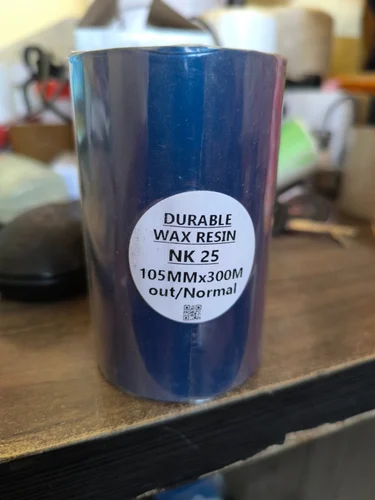 DURABLE
WAX RESIN
NK 25
105MMx300M
out/Normal